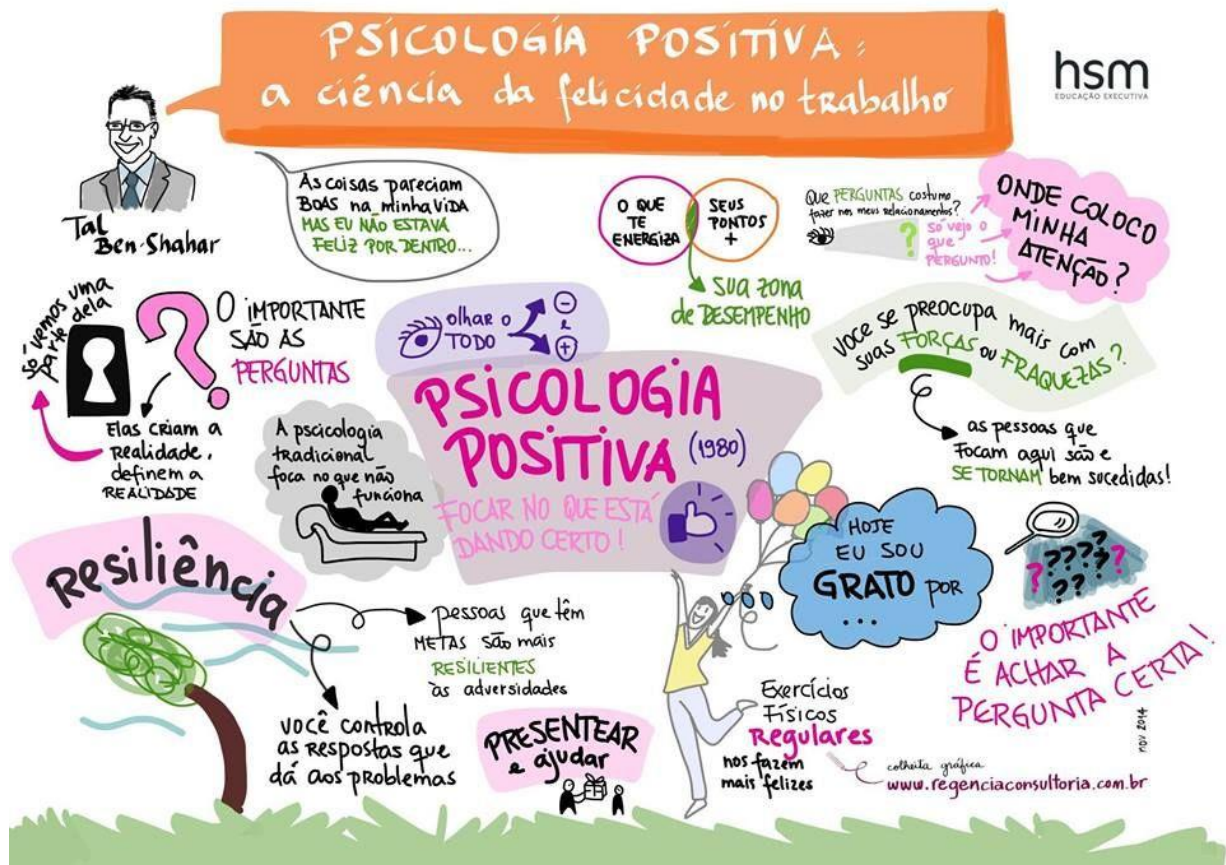 PSICOLOGÍA POSITÍVA:
a ciência da felicidade no trabalho
hsm
EDUCAÇÃO EXECUTIVA
Tal
Ben-Shahar
As coisas pareciam
BOAS na minha VIDA
MAS EU NÃO ESTAVA
FELIZ POR DENTRO...
O QUE
TE
ENERGIZA
SEUS
PONTOS
+
SUA ZONA
de DESEMPENHO
Que PERGUNTAS costumo
fazer nos meus relacionamentos?
?
só vejo o
que
PERGUNTO!
ONDE COLOCO
MINHA
ATENÇÃO?
só vemos uma
parte dela
?
O IMPORTANTE
SÃO AS
PERGUNTAS
Elas criam a
Realidade,
definem a
REALIDADE
olhar o
TODO
-
e
+
PSICOLOGIA
POSITIVA (1980)
FOCAR NO QUE ESTÁ
DANDO CERTO!
A pscicologia
tradicional
foca no que não
funciona
VOCE SE PREOCUPA mais com
suas FORÇAS ou FRAQUEZAS?
as pessoas que
Focam aqui são e
SE TORNAM bem sucedidas!
Resiliência
pessoas que têm
METAS são mais
RESILIENTES
às adversidades
você controla
as Respostas que
dá aos problemas
PRESENTEAR
e ajudar
HOJE
EU SOU
GRATO POR
...
Exercícios
Físicos
Regulares
nos fazem
mais felizes
? ? ? ? ? ?
? ?
O IMPORTANTE
É ACHAR A
PERGUNTA CERTA!
nov 2014
colheita gráfica
www.regenciaconsultoria.com.br